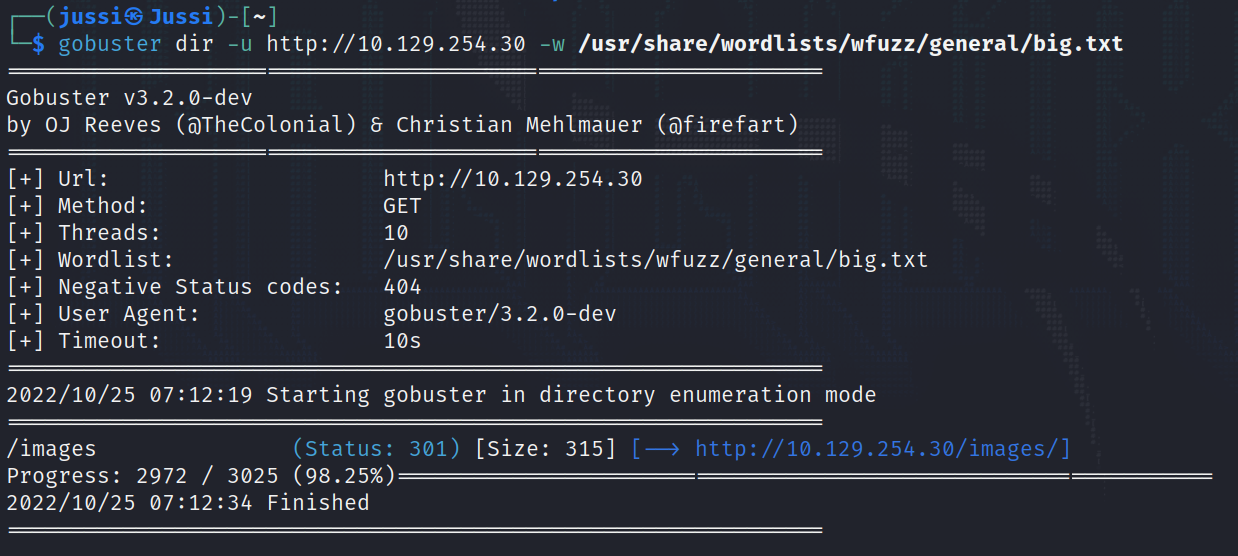 ┌──(jussi㉿Jussi)-[~]
└─$ gobuster dir -u http://10.129.254.30 -w /usr/share/wordlists/wfuzz/general/big.txt
===============================================================
Gobuster v3.2.0-dev
by OJ Reeves (@TheColonial) & Christian Mehlmauer (@firefart)
===============================================================
[+] Url:                     http://10.129.254.30
[+] Method:                  GET
[+] Threads:                 10
[+] Wordlist:                /usr/share/wordlists/wfuzz/general/big.txt
[+] Negative Status codes:   404
[+] User Agent:              gobuster/3.2.0-dev
[+] Timeout:                 10s
===============================================================
2022/10/25 07:12:19 Starting gobuster in directory enumeration mode
===============================================================
/images               (Status: 301) [Size: 315] [--> http://10.129.254.30/images/]
Progress: 2972 / 3025 (98.25%)===============================================================
2022/10/25 07:12:34 Finished
===============================================================